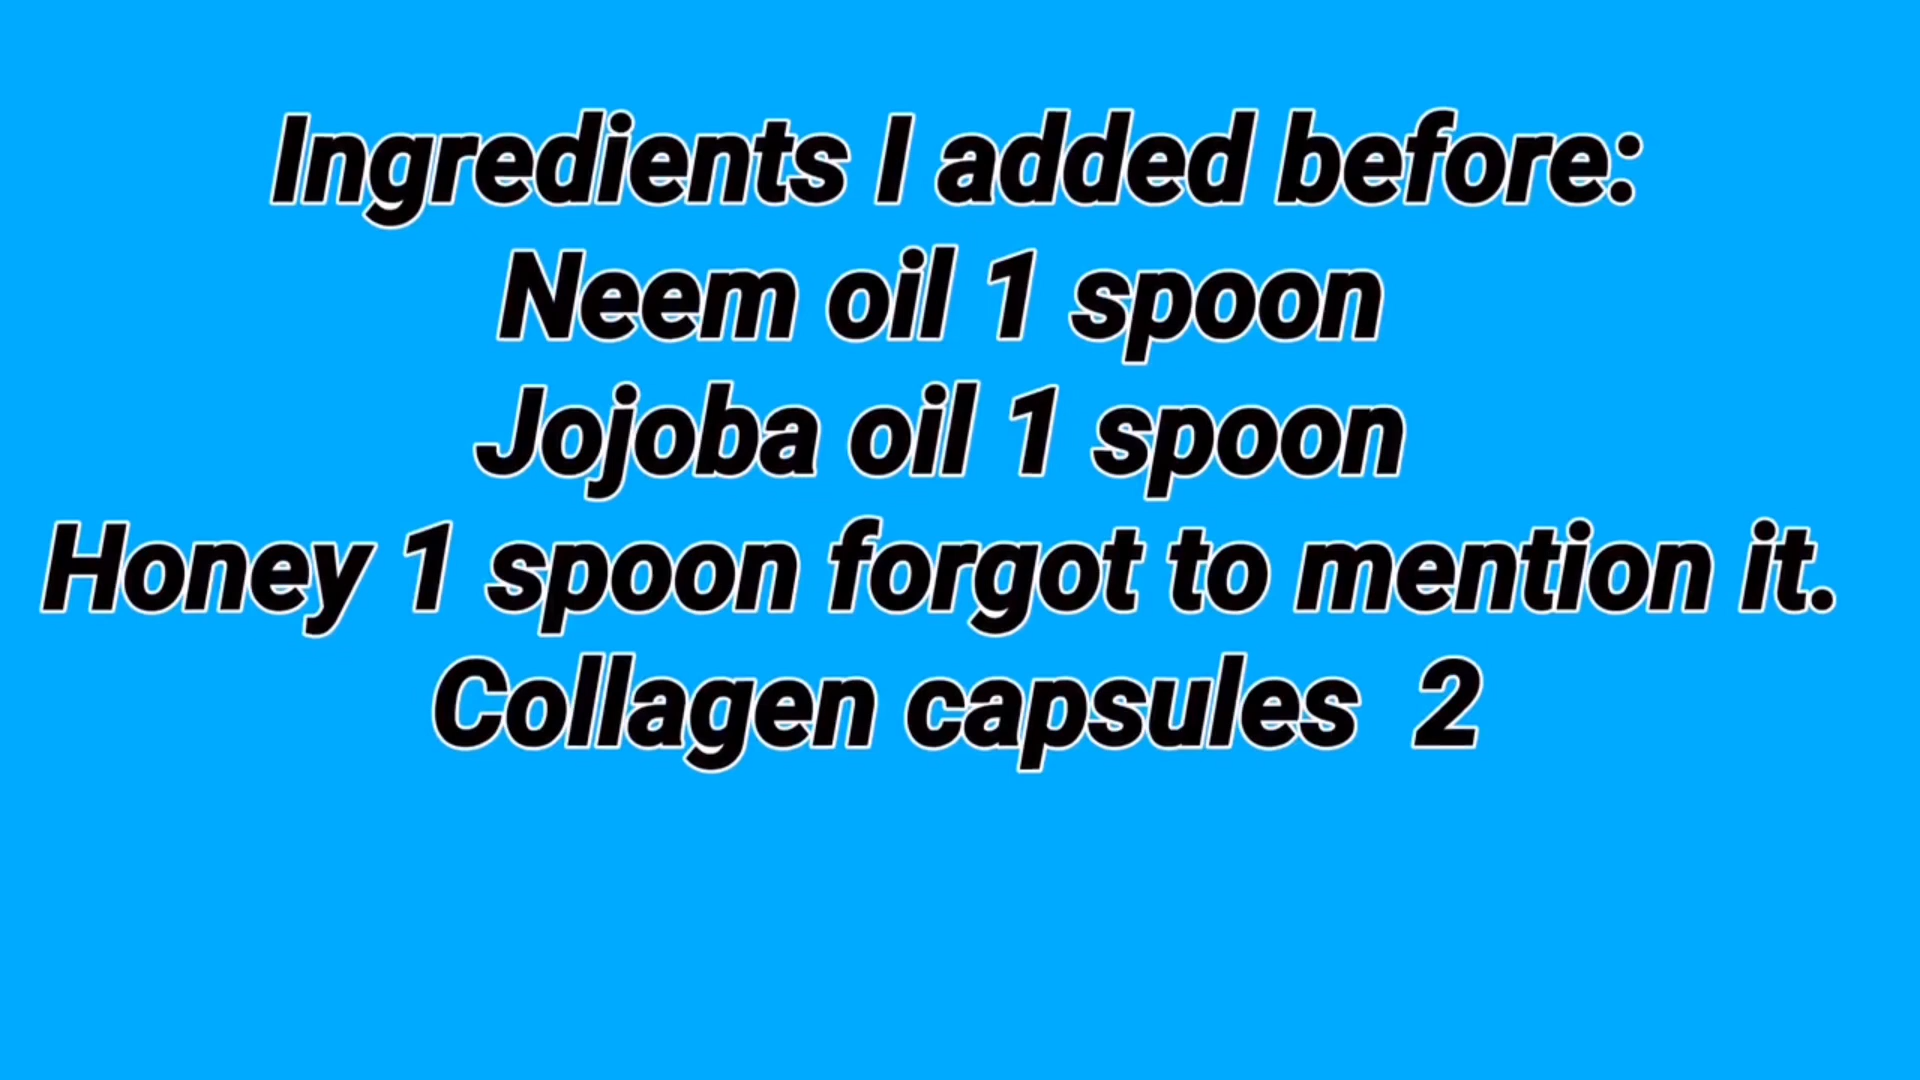 Ingredients I added before:
Neem oil 1 spoon
Jojoba oil 1 spoon
Honey 1 spoon forgot to mention it.
Collagen capsules  2